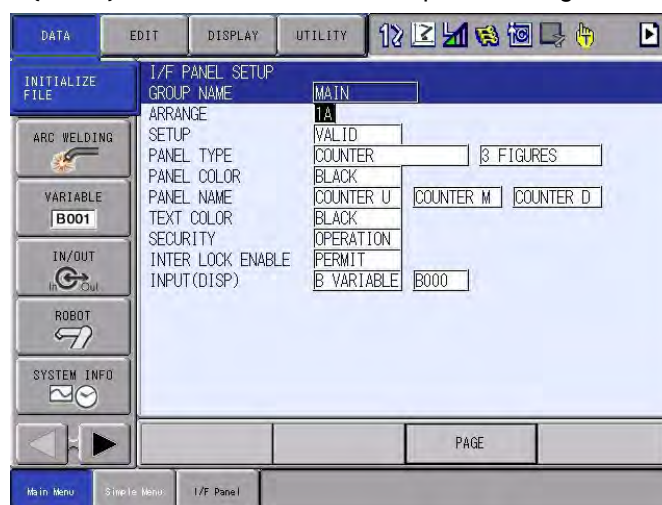 DATA EDIT DISPLAY UTILITY
INITIALIZE
FILE
ARC WELDING
VARIABLE
B001
IN/OUT
In Out
ROBOT
SYSTEM INFO
I/F PANEL SETUP
GROUP NAME MAIN
ARRANGE 1A
SETUP VALID
PANEL TYPE COUNTER 3 FIGURES
PANEL COLOR BLACK
PANEL NAME COUNTER U COUNTER M COUNTER D
TEXT COLOR BLACK
SECURITY OPERATION
INTER LOCK ENABLE PERMIT
INPUT(DISP) B VARIABLE B000
PAGE
Main Menu Simple Menu I/F Panel